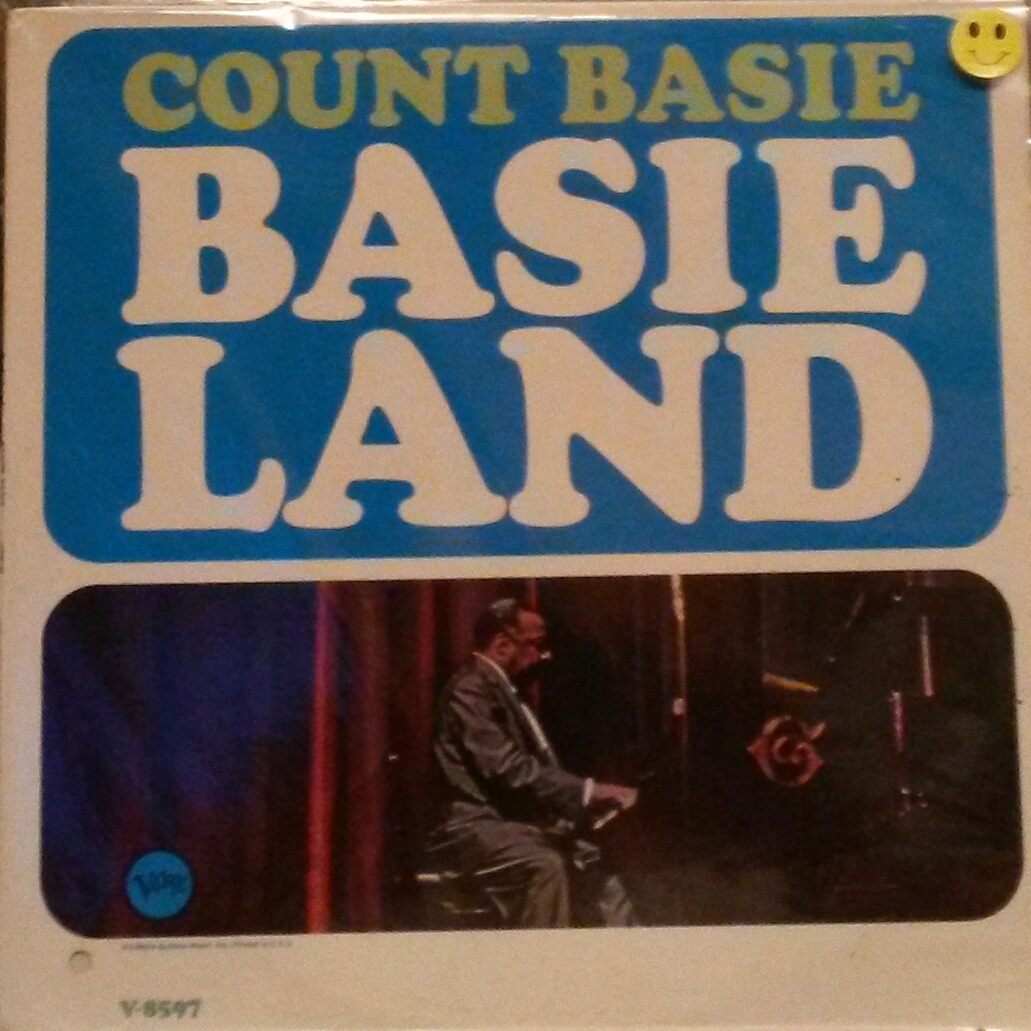 COUNT BASIE
BASIE
LAND
Verve
V-8597